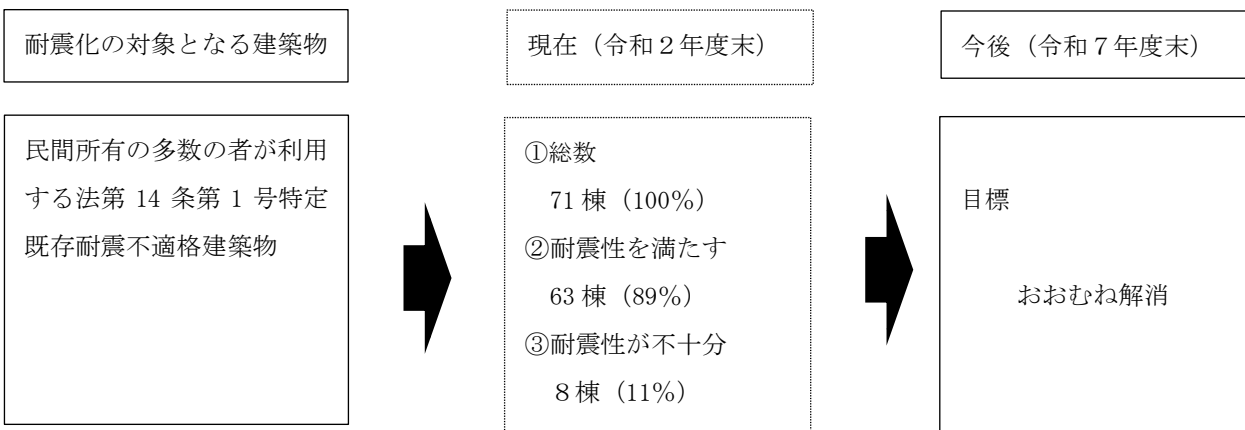 耐震化の対象となる建築物
現在(令和2年度末)
今後(令和7年度末)
民間所有の多数の者が利用
する法第 14 条第 1 号特定
既存耐震不適格建築物
①総数
71 棟(100%)
②耐震性を満たす
63 棟(89%)
③耐震性が不十分
8棟(11%)
目標
おおむね解消